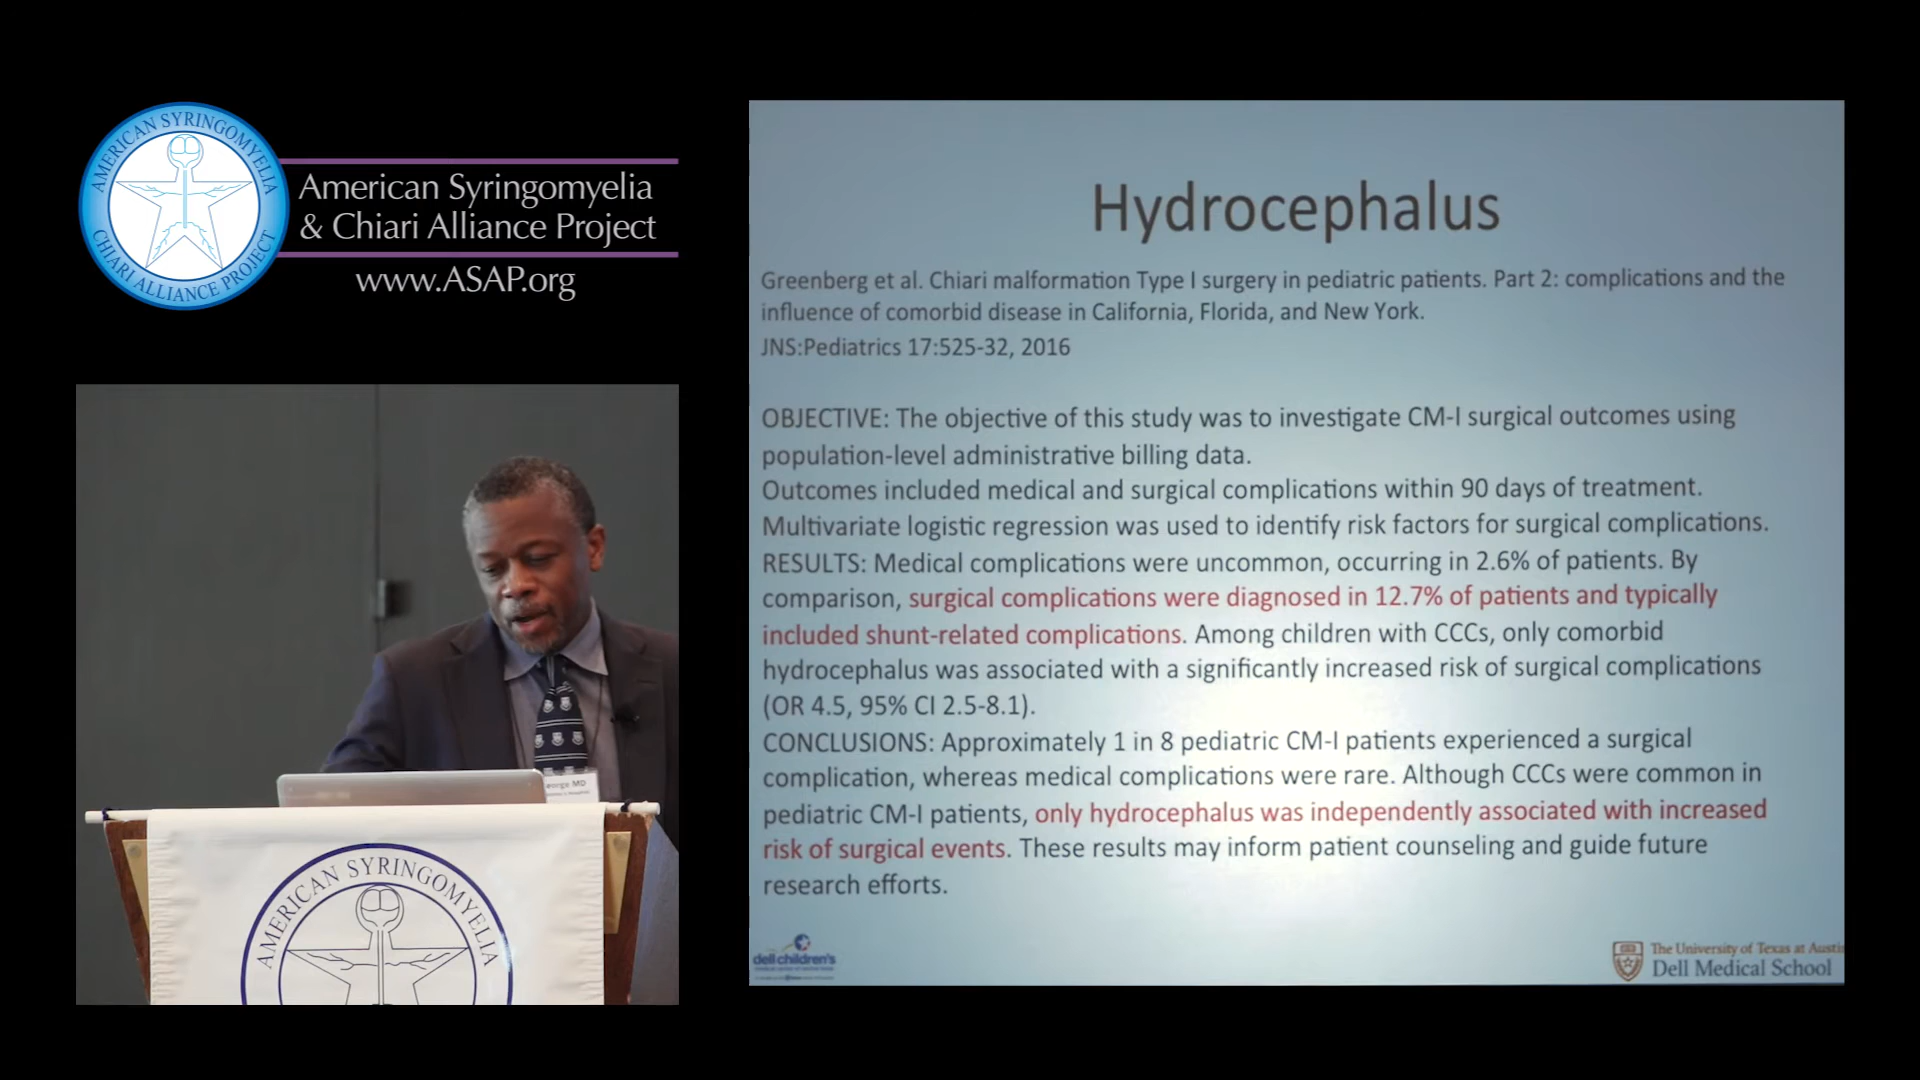 AMERICAN SYRINGOMYELIA
CHIARI ALLIANCE PROJECT
American Syringomyelia
& Chiari Alliance Project
www.ASAP.org
Hydrocephalus
Greenberg et al. Chiari malformation Type I surgery in pediatric patients. Part 2: complications and the
influence of comorbid disease in California, Florida, and New York.
JNS:Pediatrics 17:525-32, 2016
OBJECTIVE: The objective of this study was to investigate CM-I surgical outcomes using
population-level administrative billing data.
Outcomes included medical and surgical complications within 90 days of treatment.
Multivariate logistic regression was used to identify risk factors for surgical complications.
RESULTS: Medical complications were uncommon, occurring in 2.6% of patients. By
comparison, surgical complications were diagnosed in 12.7% of patients and typically
included shunt-related complications. Among children with CCCs, only comorbid
hydrocephalus was associated with a significantly increased risk of surgical complications
(OR 4.5, 95% CI 2.5-8.1).
CONCLUSIONS: Approximately 1 in 8 pediatric CM-I patients experienced a surgical
complication, whereas medical complications were rare. Although CCCs were common in
pediatric CM-I patients, only hydrocephalus was independently associated with increased
risk of surgical events. These results may inform patient counseling and guide future
research efforts.
dell children's
The University of Texas at Austi
Dell Medical School
eorge MD
AMERICAN SYRINGOMYELIA